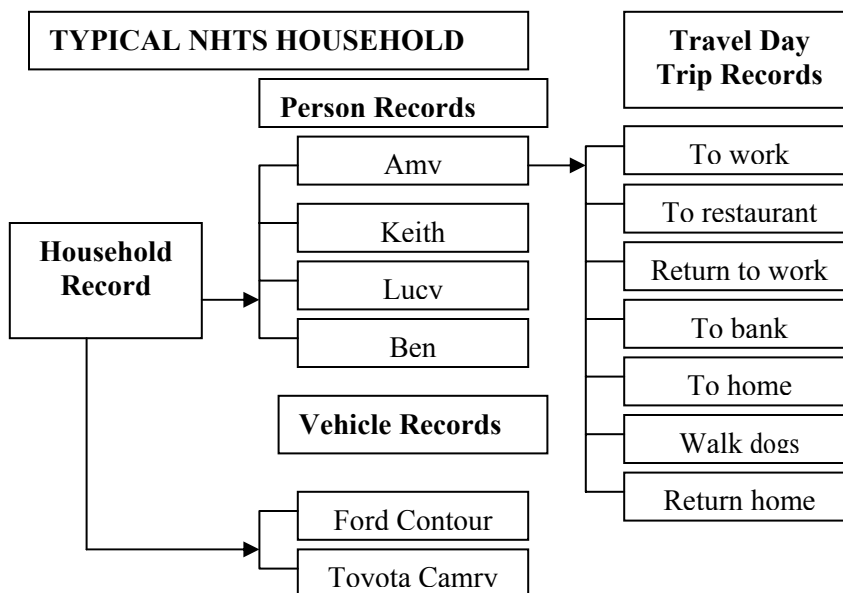 TYPICAL NHTS HOUSEHOLD
Travel Day
Trip Records
Person Records
Amy
Keith
Lucy
Ben
Household
Record
Vehicle Records
Ford Contour
Toyota Camry
To work
To restaurant
Return to work
To bank
To home
Walk dogs
Return home